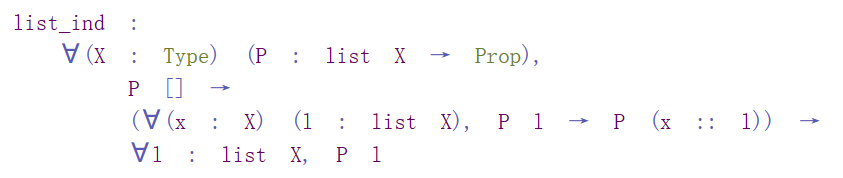 list_ind :
∀(X : Type) (P : list X → Prop),
P [] →
(∀(x : X) (l : list X), P l → P (x :: l)) →
∀l : list X, P l